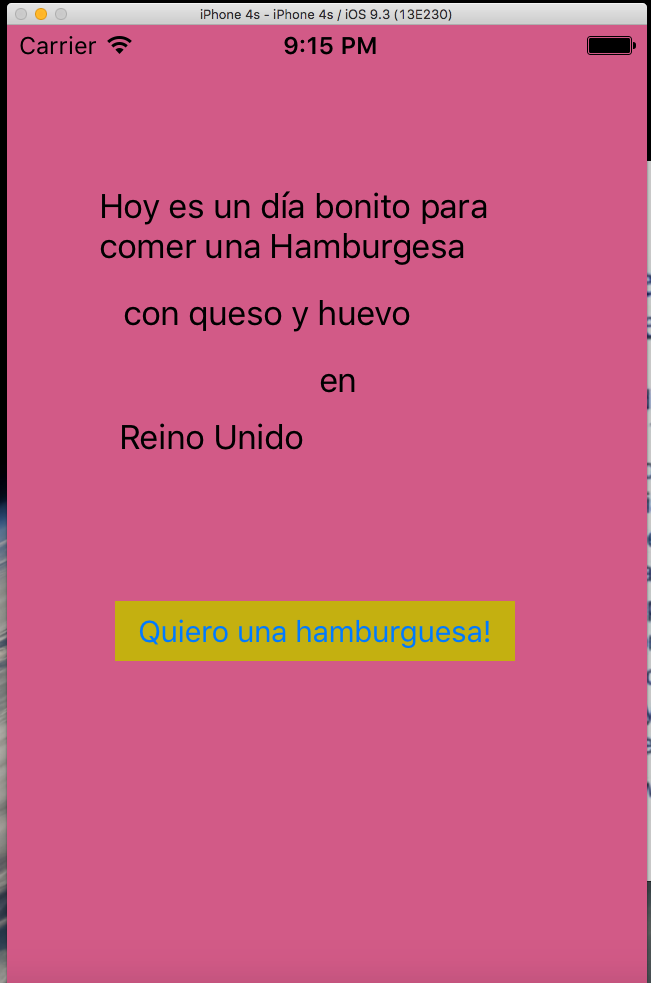 iPhone 4s - iPhone 4s / iOS 9.3 (13E230)
Carrier 9:15 PM
Hoy es un día bonito para
comer una Hamburgesa
con queso y huevo
en
Reino Unido
Quiero una hamburguesa!